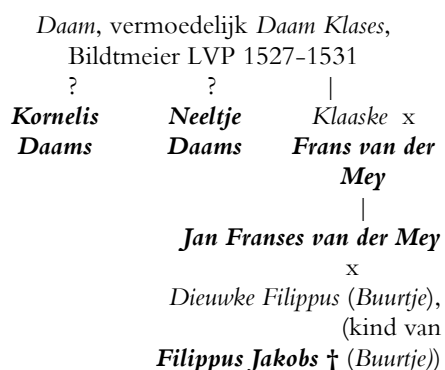 Daam, vermoedelijk Daam Klases,
Bildtmeier LVP 1527-1531
? ? |
Kornelis Neeltje Klaaske x
Daams Daams Frans van der
Mey
|
Jan Franses van der Mey
x
Dieuwke Filippus (Buurtje),
(kind van
Filippus Jakobs † (Buurtje))